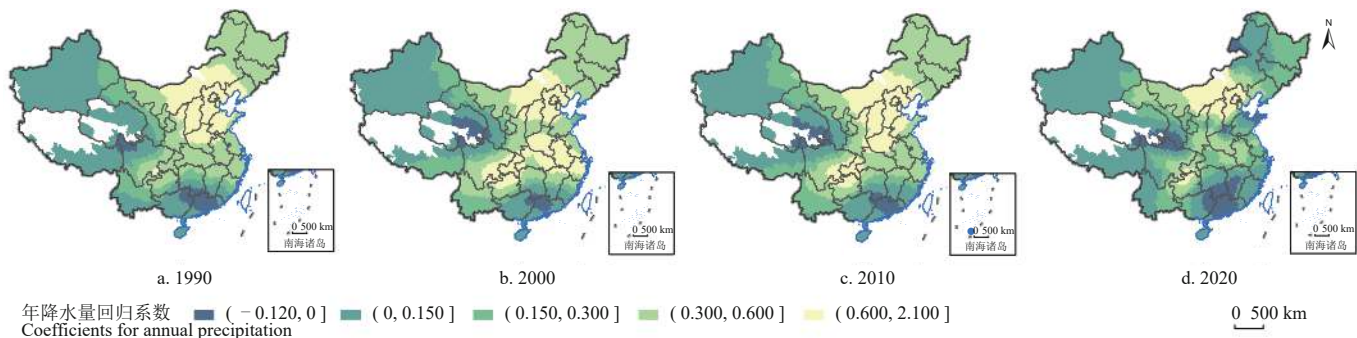 N
0 500 km
南海诸岛
0 500 km
南海诸岛
0 500 km
南海诸岛
0 500 km
南海诸岛
a. 1990
b. 2000
c. 2010
d. 2020
年降水量回归系数 (－0.120, 0] (0, 0.150] (0.150, 0.300] (0.300, 0.600] (0.600, 2.100] 0 500 km
Coefficients for annual precipitation